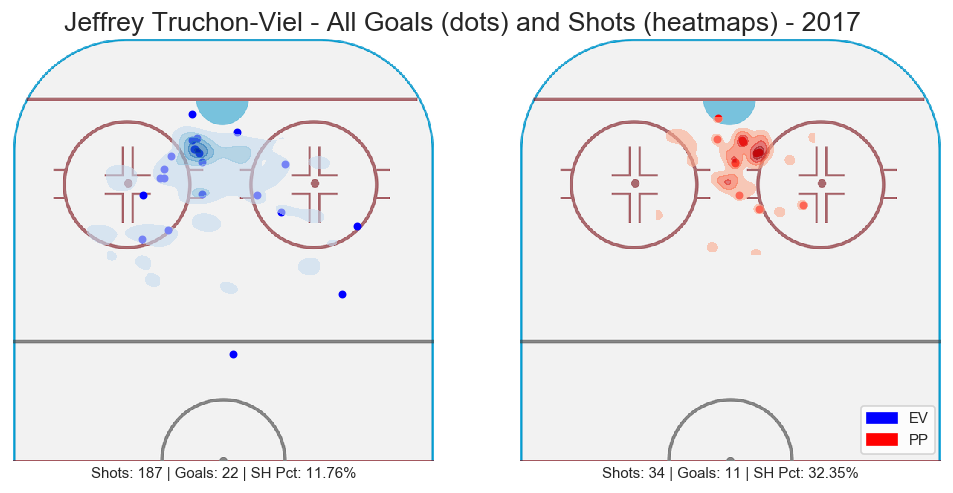 Jeffrey Truchon-Viel - All Goals (dots) and Shots (heatmaps) - 2017
EV
PP
Shots: 187 | Goals: 22 | SH Pct: 11.76%
Shots: 34 | Goals: 11 | SH Pct: 32.35%